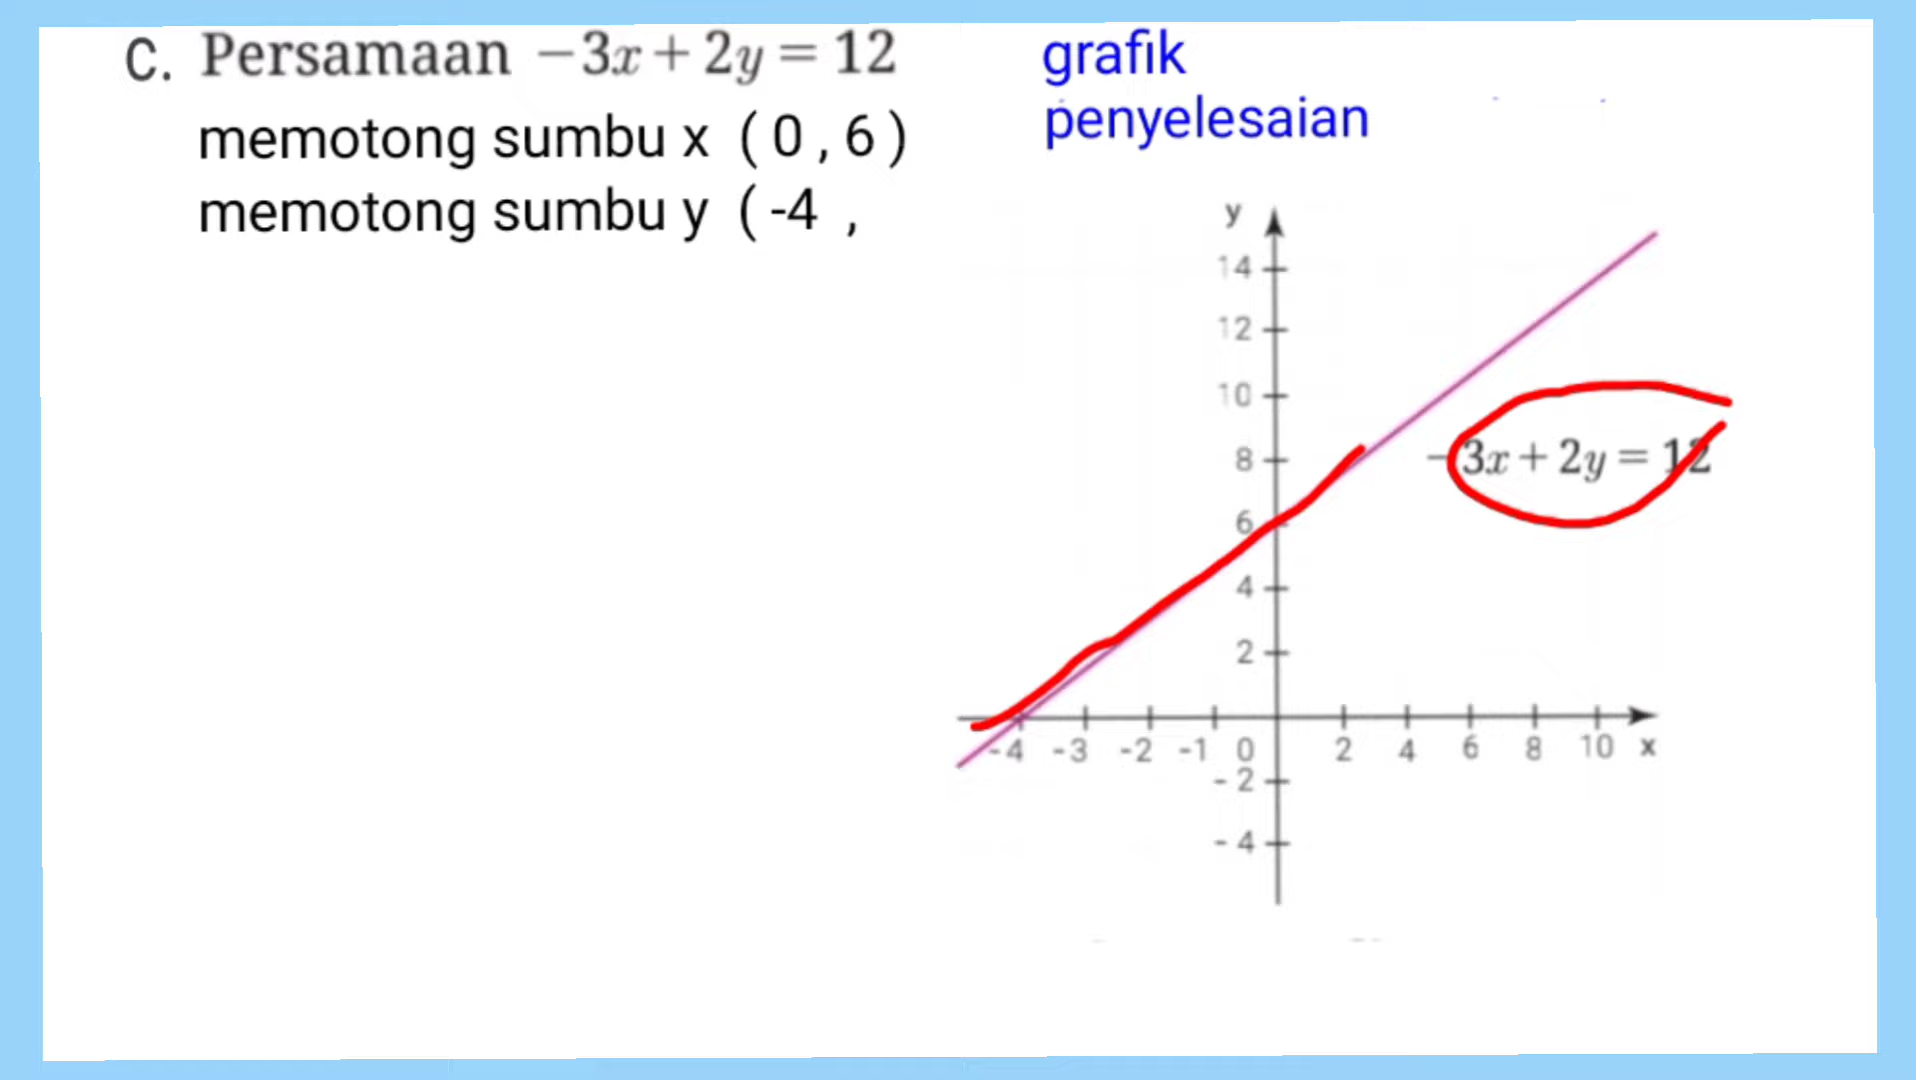 C. Persamaan −3x + 2y = 12
memotong sumbu x ( 0 , 6 )
memotong sumbu y ( -4 ,
grafik
penyelesaian
y
14
12
10
8
−3x + 2y = 12
6
4
2
-4 -3 -2 -1 0 2 4 6 8 10 x
-2
-4